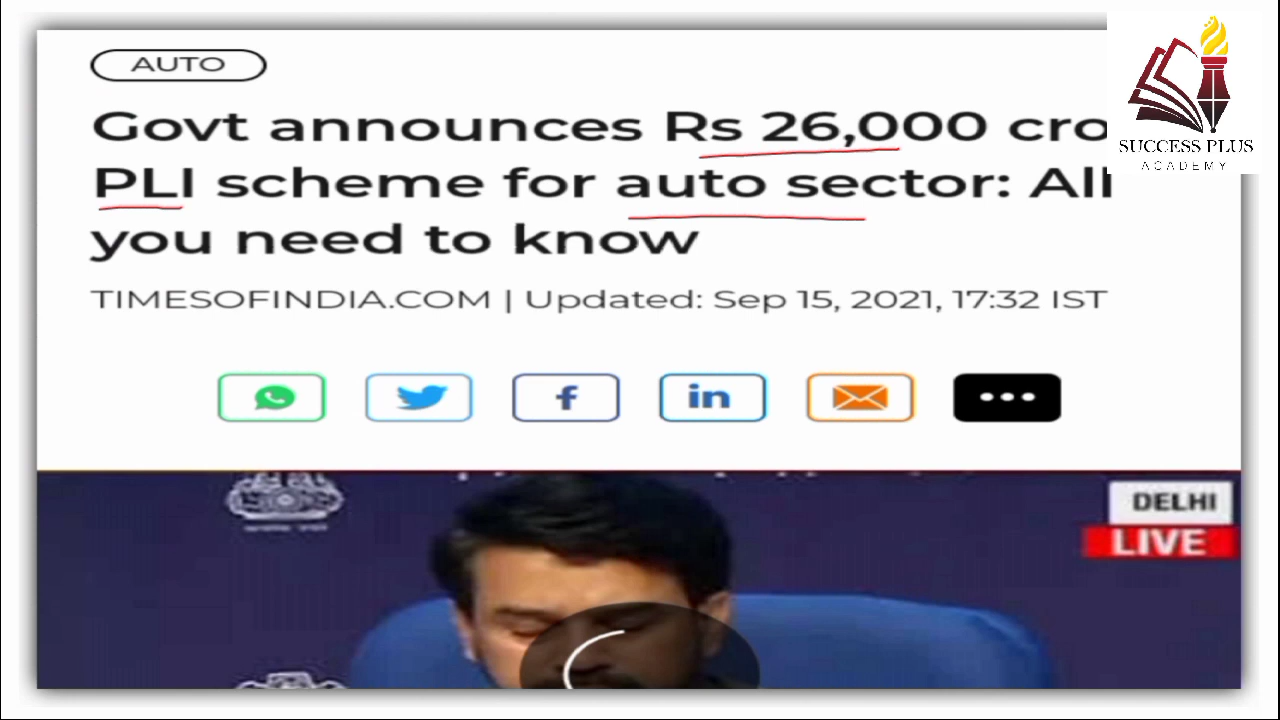 AUTO
Govt announces Rs 26,000 cro
PLI scheme for auto sector: All
you need to know
TIMESOFINDIA.COM | Updated: Sep 15, 2021, 17:32 IST
SUCCESS PLUS
ACADEMY
f
in
DELHI
LIVE